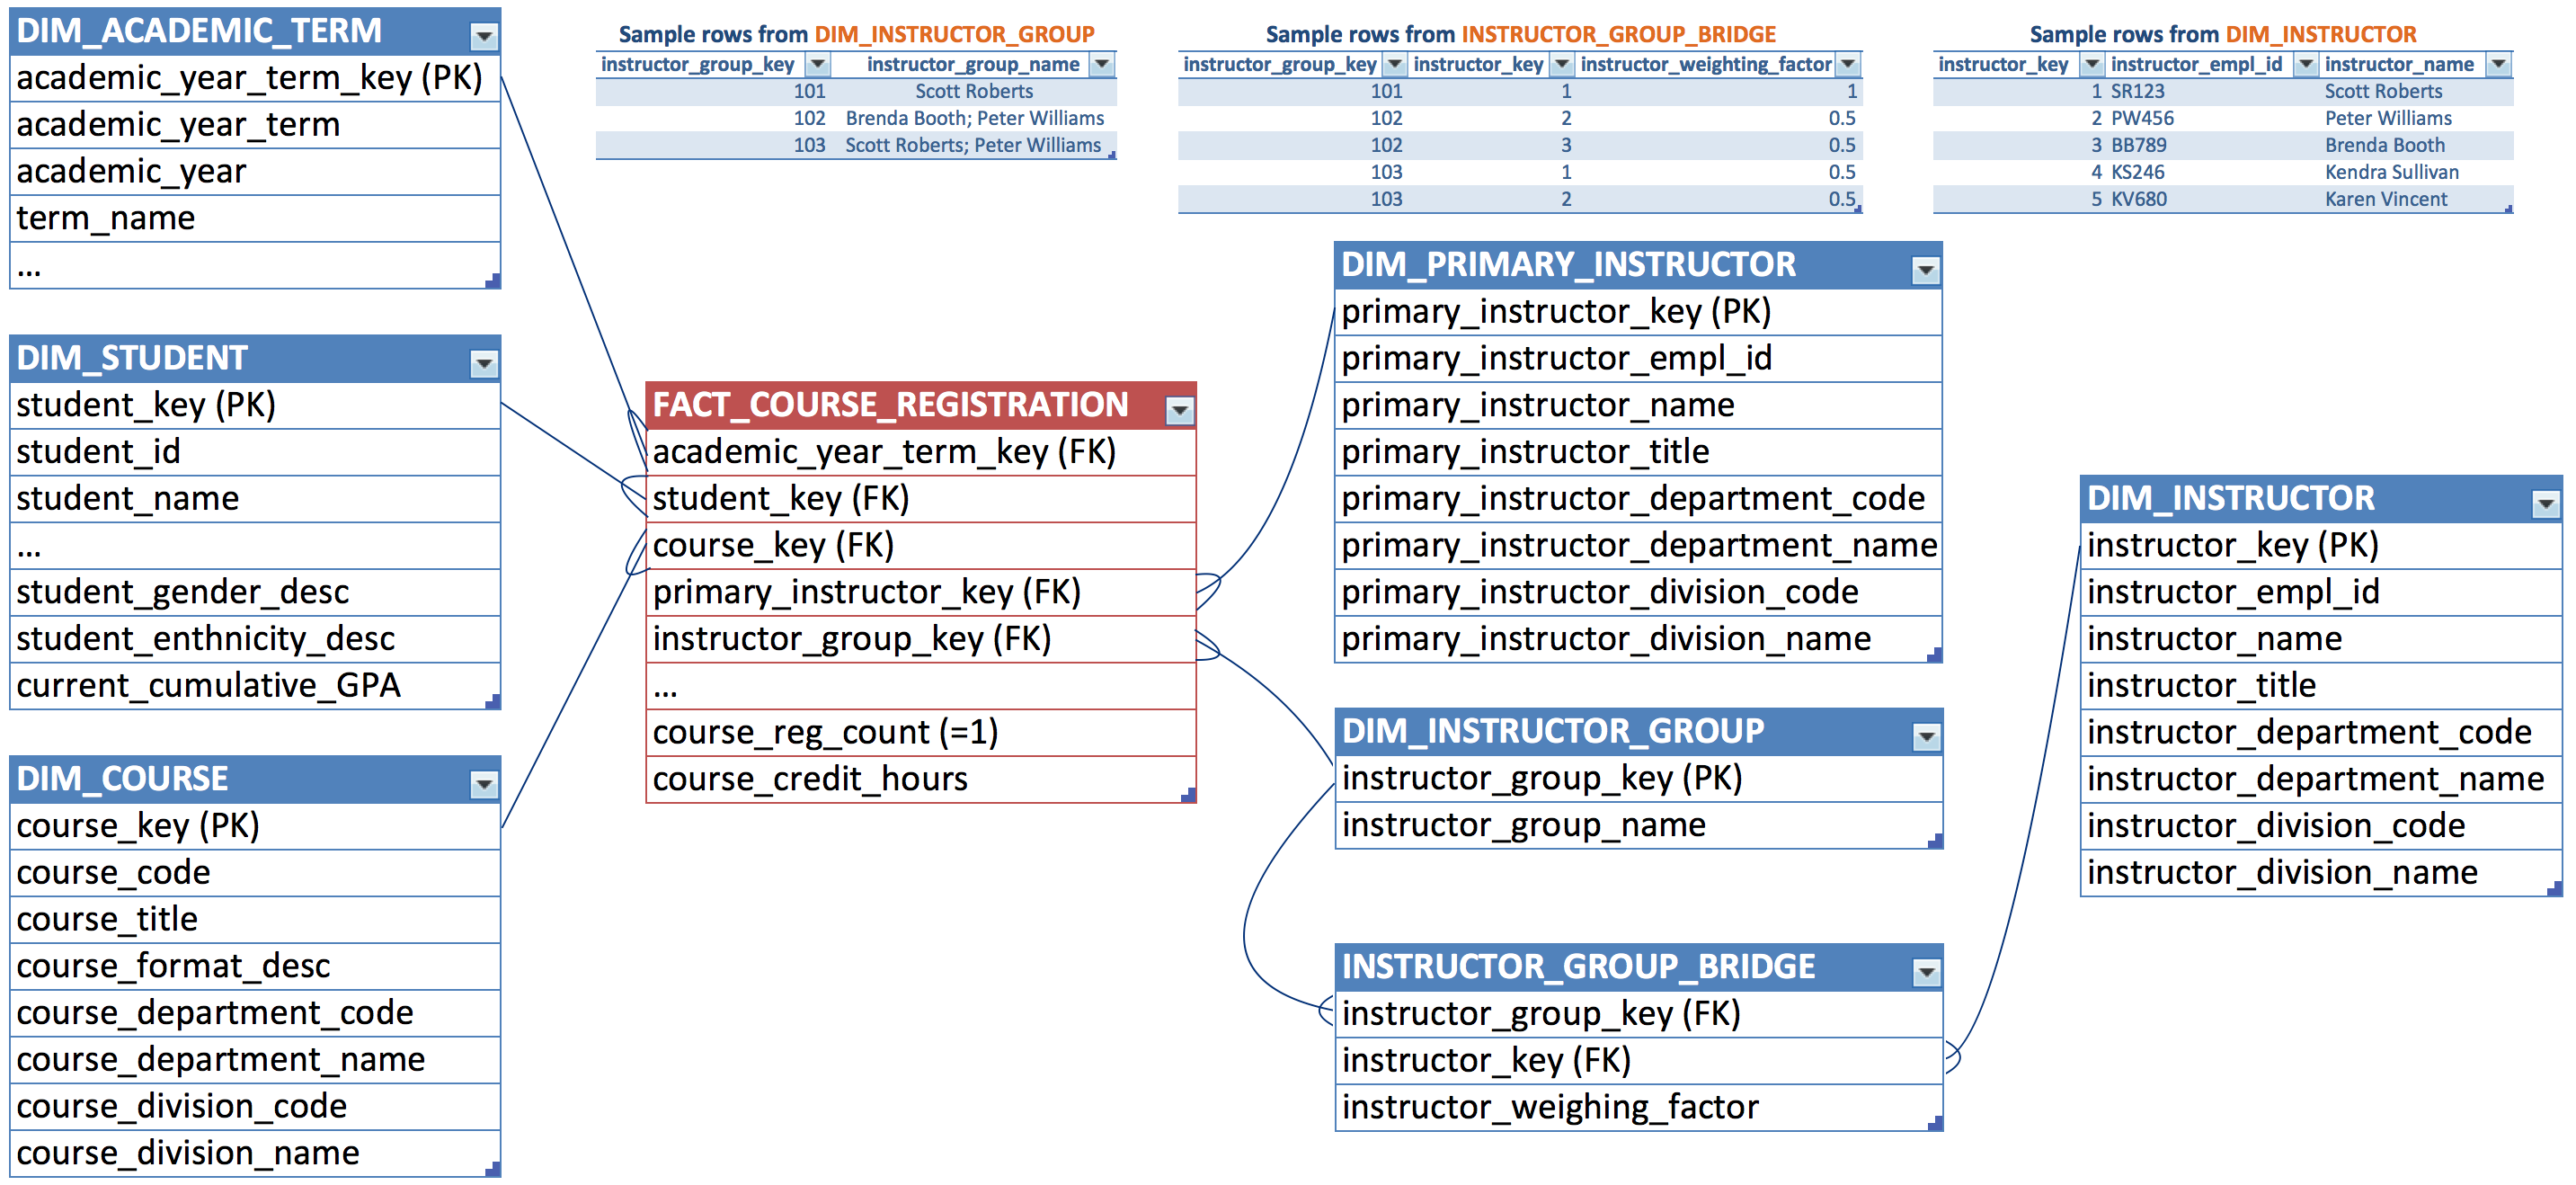 DIM_ACADEMIC_TERM
academic_year_term_key (PK)
academic_year_term
academic_year
term_name
...
DIM_STUDENT
student_key (PK)
student_id
student_name
...
student_gender_desc
student_enthnicity_desc
current_cumulative_GPA
DIM_COURSE
course_key (PK)
course_code
course_title
course_format_desc
course_department_code
course_department_name
course_division_code
course_division_name
Sample rows from DIM_INSTRUCTOR_GROUP
instructor_group_key instructor_group_name
101 Scott Roberts
102 Brenda Booth; Peter Williams
103 Scott Roberts; Peter Williams
Sample rows from INSTRUCTOR_GROUP_BRIDGE
instructor_group_key instructor_key instructor_weighting_factor
101 1 1
102 2 0.5
102 3 0.5
103 1 0.5
103 2 0.5
Sample rows from DIM_INSTRUCTOR
instructor_key instructor_empl_id instructor_name
1 SR123 Scott Roberts
2 PW456 Peter Williams
3 BB789 Brenda Booth
4 KS246 Kendra Sullivan
5 KV680 Karen Vincent
FACT_COURSE_REGISTRATION
academic_year_term_key (FK)
student_key (FK)
course_key (FK)
primary_instructor_key (FK)
instructor_group_key (FK)
...
course_reg_count (=1)
course_credit_hours
DIM_PRIMARY_INSTRUCTOR
primary_instructor_key (PK)
primary_instructor_empl_id
primary_instructor_name
primary_instructor_title
primary_instructor_department_code
primary_instructor_department_name
primary_instructor_division_code
primary_instructor_division_name
DIM_INSTRUCTOR_GROUP
instructor_group_key (PK)
instructor_group_name
INSTRUCTOR_GROUP_BRIDGE
instructor_group_key (FK)
instructor_key (FK)
instructor_weighing_factor
DIM_INSTRUCTOR
instructor_key (PK)
instructor_empl_id
instructor_name
instructor_title
instructor_department_code
instructor_department_name
instructor_division_code
instructor_division_name